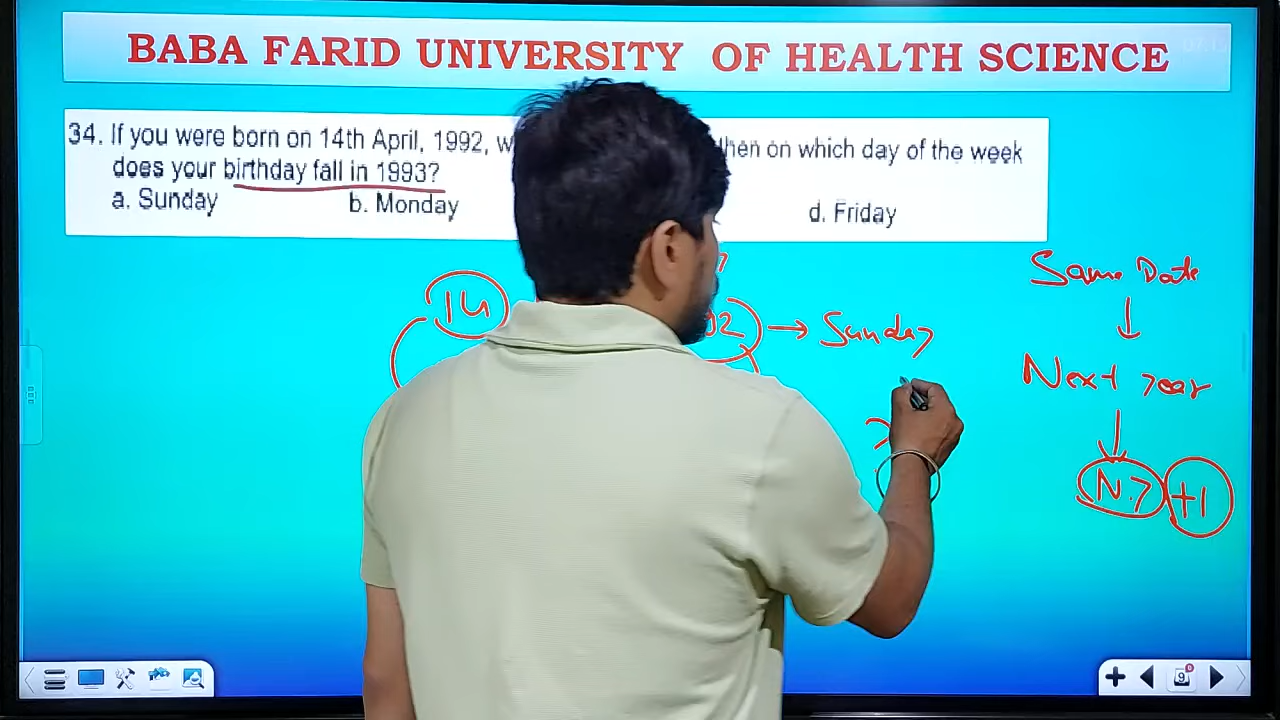 BABA FARID UNIVERSITY OF HEALTH SCIENCE
34. If you were born on 14th April, 1992, then on which day of the week
does your birthday fall in 1993?
a. Sunday b. Monday d. Friday
Same Date
14 92 → Sunday
Next year
N.Y +1
9